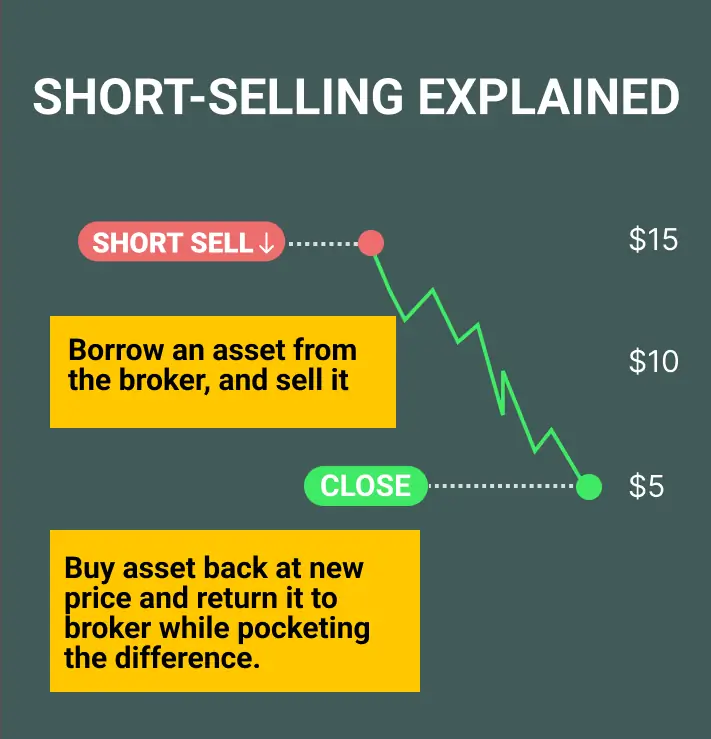 SHORT-SELLING EXPLAINED
SHORT SELL↓
$15
Borrow an asset from
the broker, and sell it
$10
CLOSE
$5
Buy asset back at new
price and return it to
broker while pocketing
the difference.